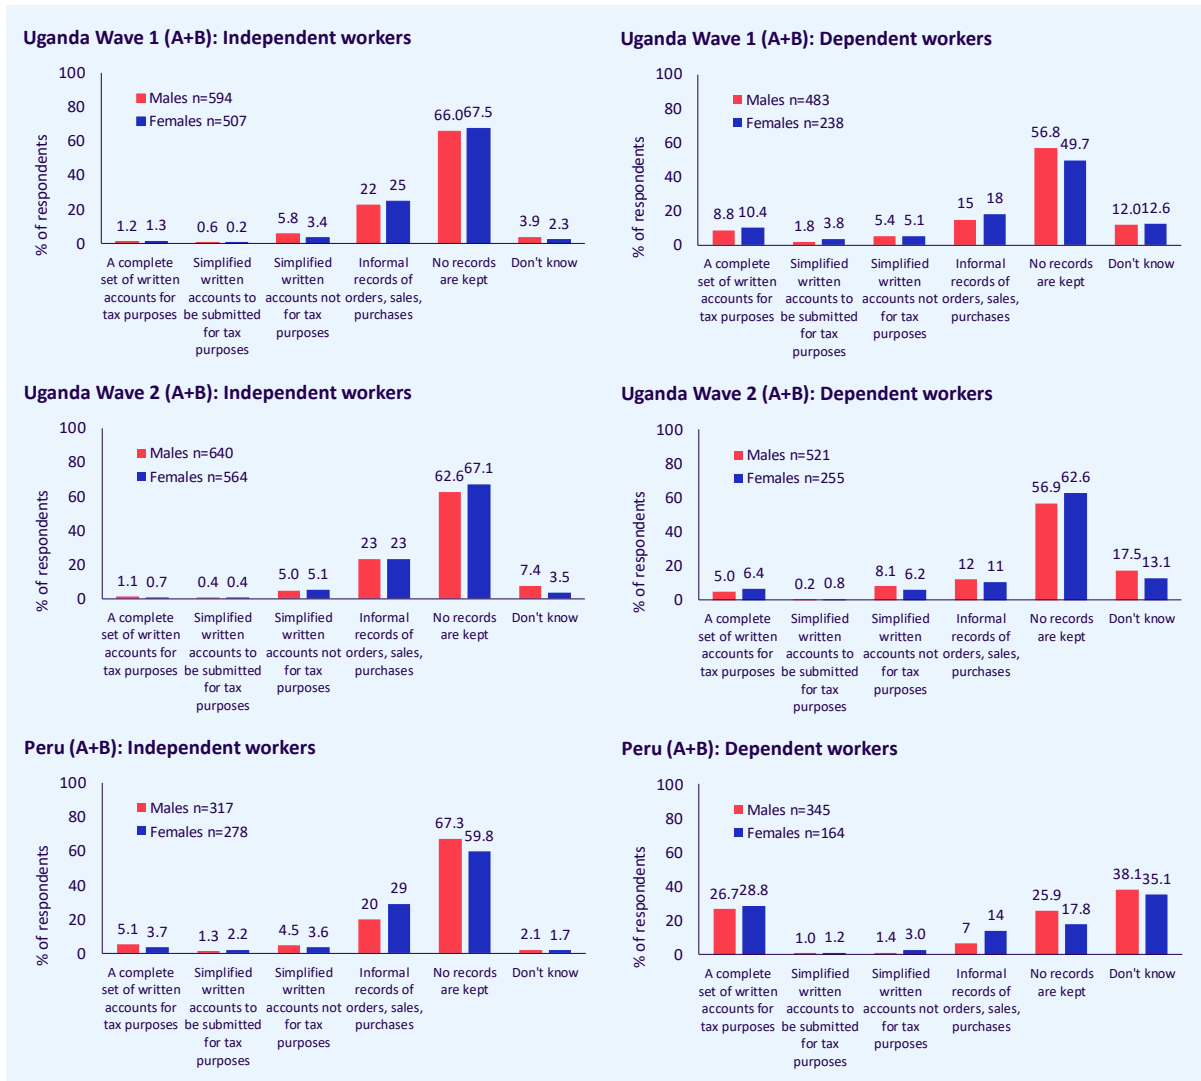 Uganda Wave 1 (A+B): Independent workers
% of respondents
100
80
60
40
20
0
Males n=594
Females n=507
1.2 1.3
0.6 0.2
5.8 3.4
22 25
66.0 67.5
3.9 2.3
A complete
set of written
accounts for
tax purposes
Simplified
written
accounts to
be submitted
for tax
purposes
Simplified
written
accounts not
for tax
purposes
Informal
records of
orders, sales,
purchases
No records
are kept
Don't know
Uganda Wave 1 (A+B): Dependent workers
% of respondents
100
80
60
40
20
0
Males n=483
Females n=238
8.8 10.4
1.8 3.8
5.4 5.1
15 18
56.8 49.7
12.0 12.6
A complete
set of written
accounts for
tax purposes
Simplified
written
accounts to
be submitted
for tax
purposes
Simplified
written
accounts not
for tax
purposes
Informal
records of
orders, sales,
purchases
No records
are kept
Don't know
Uganda Wave 2 (A+B): Independent workers
% of respondents
100
80
60
40
20
0
Males n=640
Females n=564
1.1 0.7
0.4 0.4
5.0 5.1
23 23
62.6 67.1
7.4 3.5
A complete
set of written
accounts for
tax purposes
Simplified
written
accounts to
be submitted
for tax
purposes
Simplified
written
accounts not
for tax
purposes
Informal
records of
orders, sales,
purchases
No records
are kept
Don't know
Uganda Wave 2 (A+B): Dependent workers
% of respondents
100
80
60
40
20
0
Males n=521
Females n=255
5.0 6.4
0.2 0.8
8.1 6.2
12 11
56.9 62.6
17.5 13.1
A complete
set of written
accounts for
tax purposes
Simplified
written
accounts to
be submitted
for tax
purposes
Simplified
written
accounts not
for tax
purposes
Informal
records of
orders, sales,
purchases
No records
are kept
Don't know
Peru (A+B): Independent workers
% of respondents
100
80
60
40
20
0
Males n=317
Females n=278
5.1 3.7
1.3 2.2
4.5 3.6
20 29
67.3 59.8
2.1 1.7
A complete
set of written
accounts for
tax purposes
Simplified
written
accounts to
be submitted
for tax
purposes
Simplified
written
accounts not
for tax
purposes
Informal
records of
orders, sales,
purchases
No records
are kept
Don't know
Peru (A+B): Dependent workers
% of respondents
100
80
60
40
20
0
Males n=345
Females n=164
26.7 28.8
1.0 1.2
1.4 3.0
7 14
25.9 17.8
38.1 35.1
A complete
set of written
accounts for
tax purposes
Simplified
written
accounts to
be submitted
for tax
purposes
Simplified
written
accounts not
for tax
purposes
Informal
records of
orders, sales,
purchases
No records
are kept
Don't know